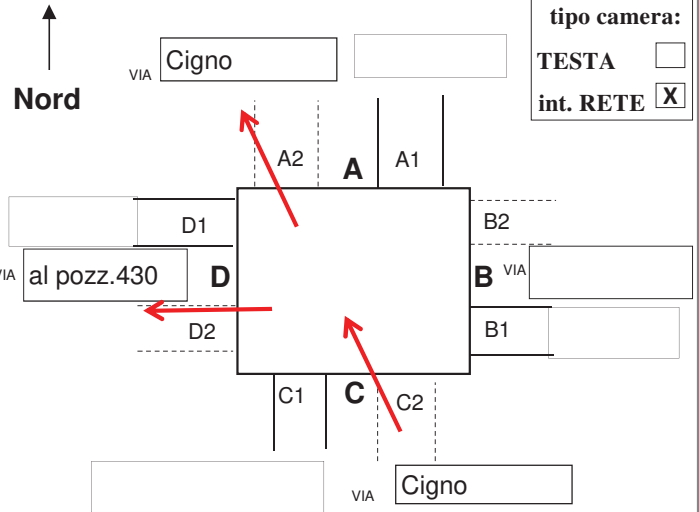 tipo camera:
TESTA
int. RETE X
Nord
VIA Cigno
A2 A A1
D1 B2
VIA al pozz.430 D B VIA
D2 B1
C1 C C2
VIA Cigno